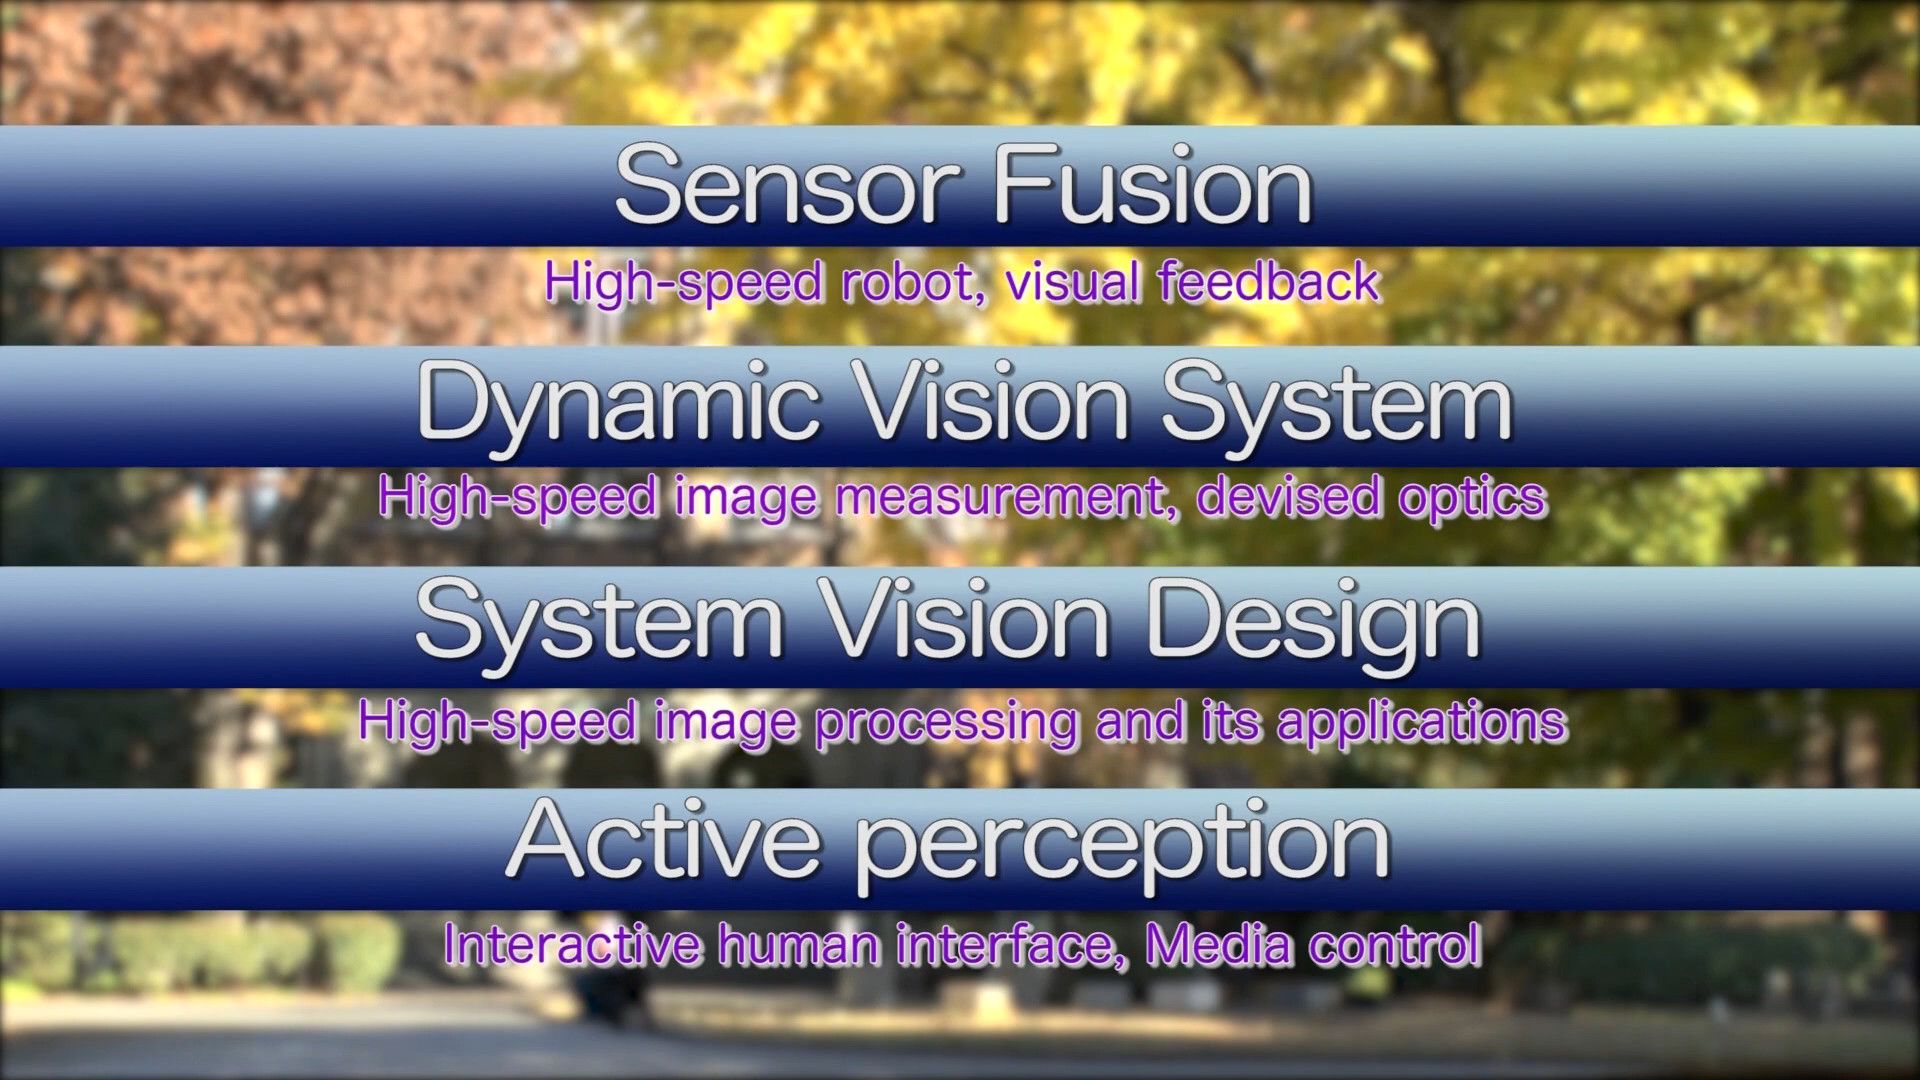 Sensor Fusion
High-speed robot, visual feedback
Dynamic Vision System
High-speed image measurement, devised optics
System Vision Design
High-speed image processing and its applications
Active perception
Interactive human interface, Media control